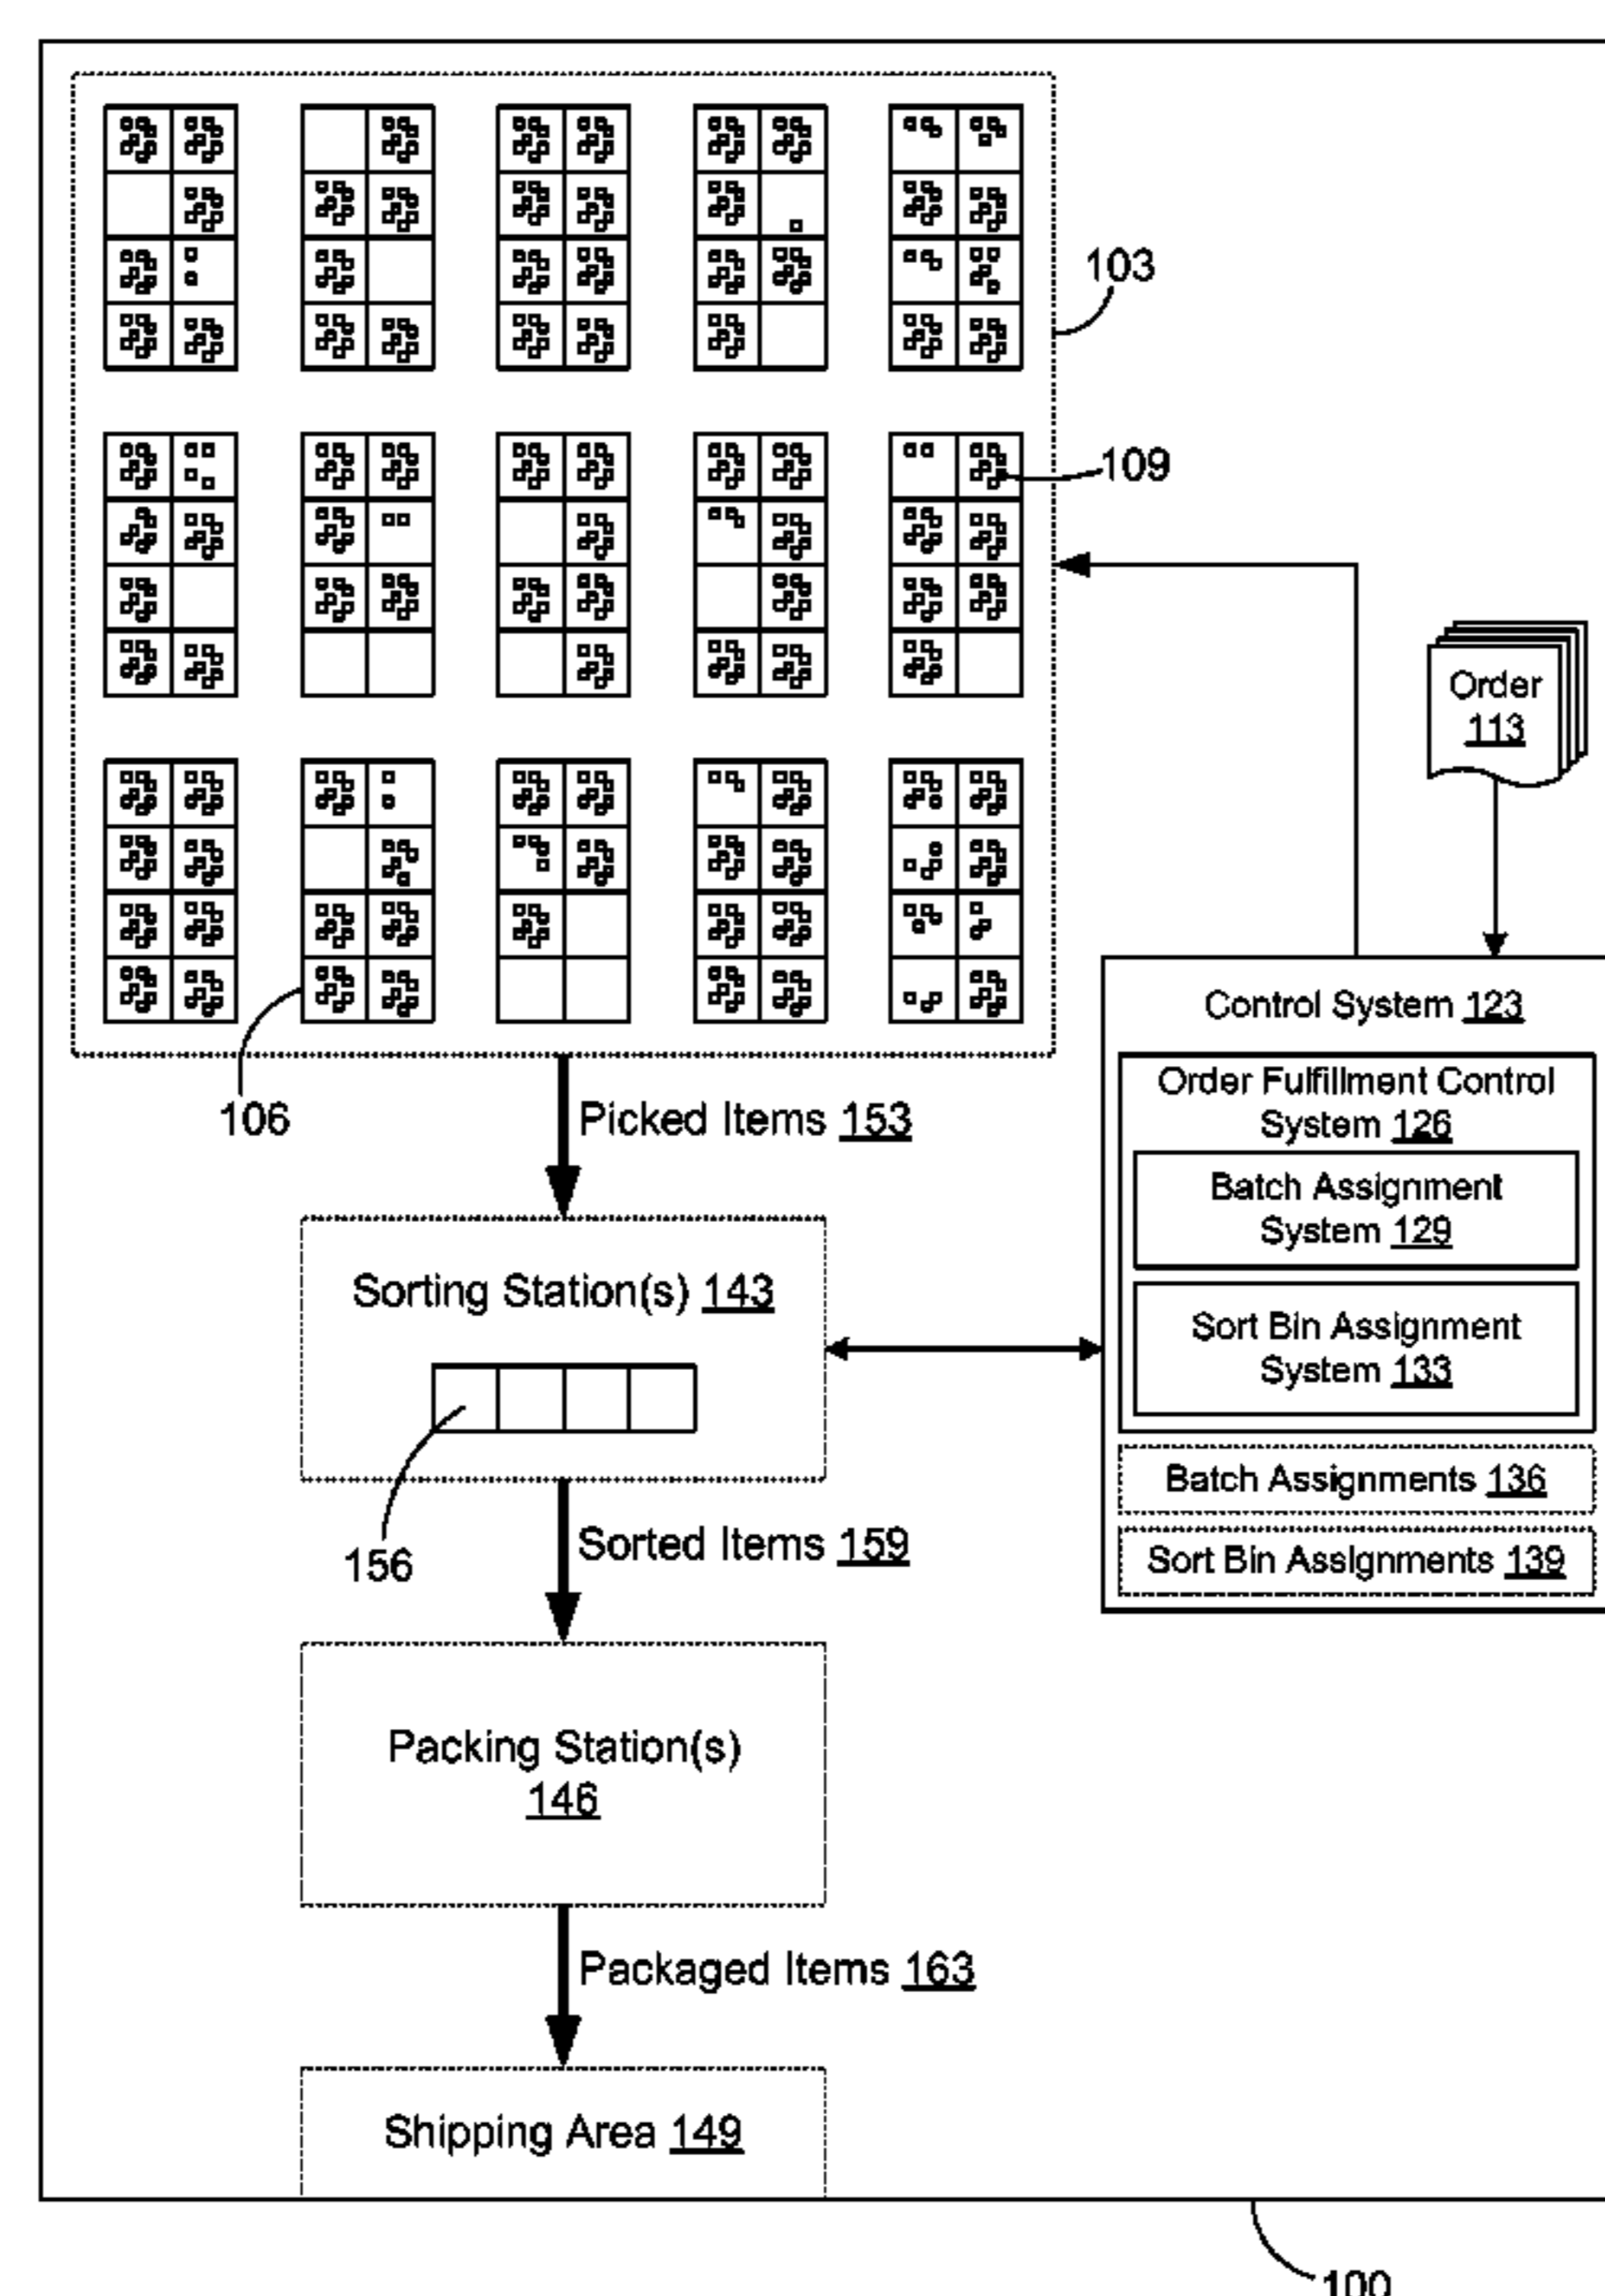 103
109
Order
113
106
Control System 123
Order Fulfillment Control
System 126
Batch Assignment
System 129
Sort Bin Assignment
System 133
Batch Assignments 136
Sort Bin Assignments 139
Picked Items 153
Sorting Station(s) 143
156
Sorted Items 159
Packing Station(s)
146
Packaged Items 163
Shipping Area 149
100